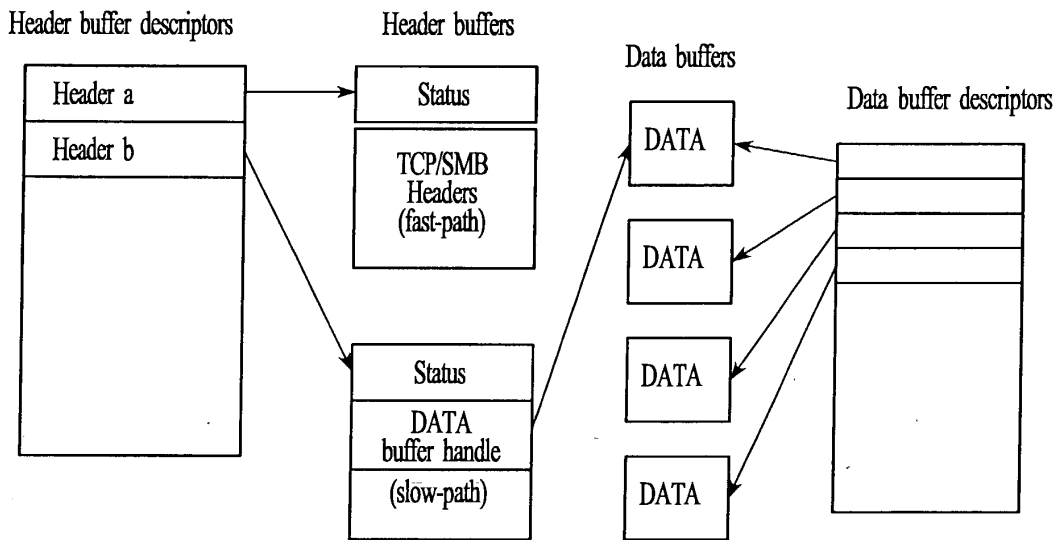 Header buffer descriptors
Header a
Header b
Header buffers
Status
TCP/SMB
Headers
(fast-path)
Status
DATA
buffer handle
(slow-path)
Data buffers
DATA
DATA
DATA
DATA
Data buffer descriptors